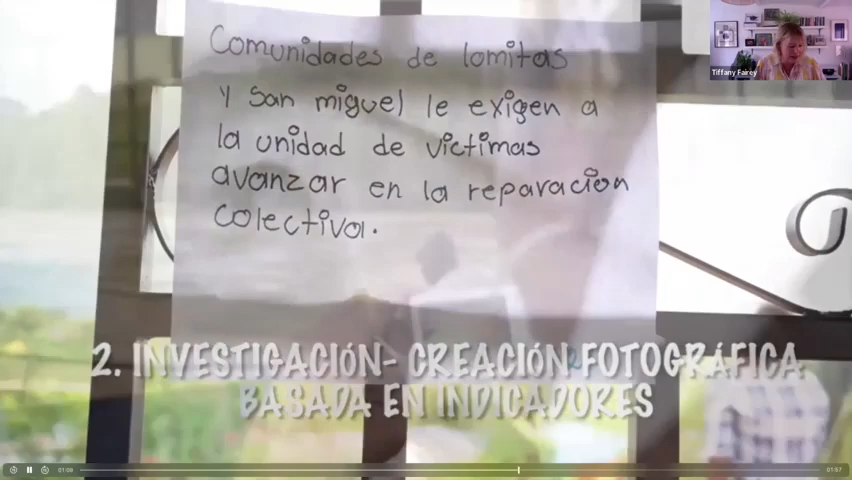 Comunidades de lomitas
y San miguel le exigen a
la unidad de victimas
avanzar en la reparacion
colectiva.
2. INVESTIGACIÓN- CREACIÓN FOTOGRÁFICA
BASADA EN INDICADORES
Tiffany Fairey
01:09
01:57